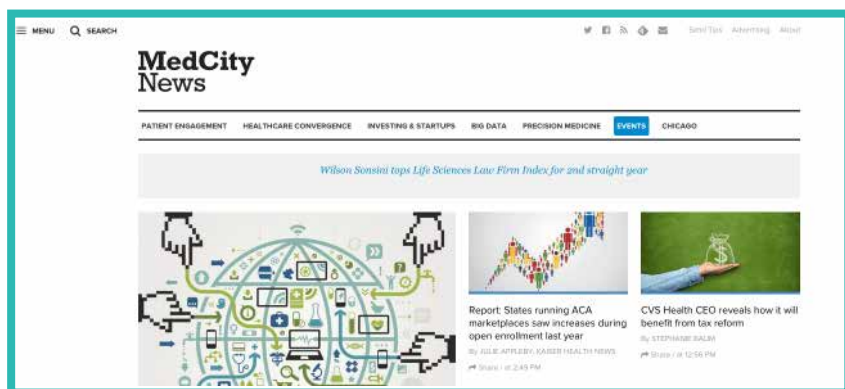 MENU SEARCH
Send Tips Advertising About
MedCity
News
PATIENT ENGAGEMENT HEALTHCARE CONVERGENCE INVESTING & STARTUPS BIG DATA PRECISION MEDICINE EVENTS CHICAGO
Wilson Sonsini tops Life Sciences Law Firm Index for 2nd straight year
Report: States running ACA
marketplaces saw increases during
open enrollment last year
By JULIE APPLEBY, KAISER HEALTH NEWS
Share / at 2:49 PM
CVS Health CEO reveals how it will
benefit from tax reform
By STEPHANIE BAUM
Share / at 12:56 PM